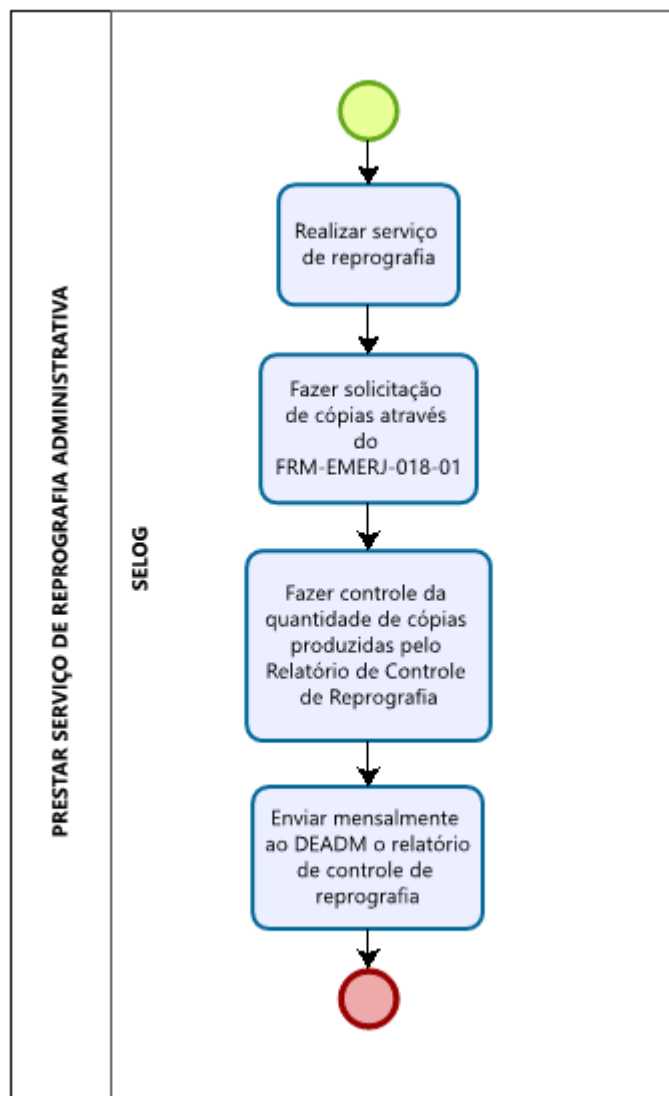 PRESTAR SERVIÇO DE REPROGRAFIA ADMINISTRATIVA
SELOG
Realizar serviço
de reprografia
Fazer solicitação
de cópias através
do
FRM-EMERJ-018-01
Fazer controle da
quantidade de cópias
produzidas pelo
Relatório de Controle
de Reprografia
Enviar mensalmente
ao DEADM o relatório
de controle de
reprografia